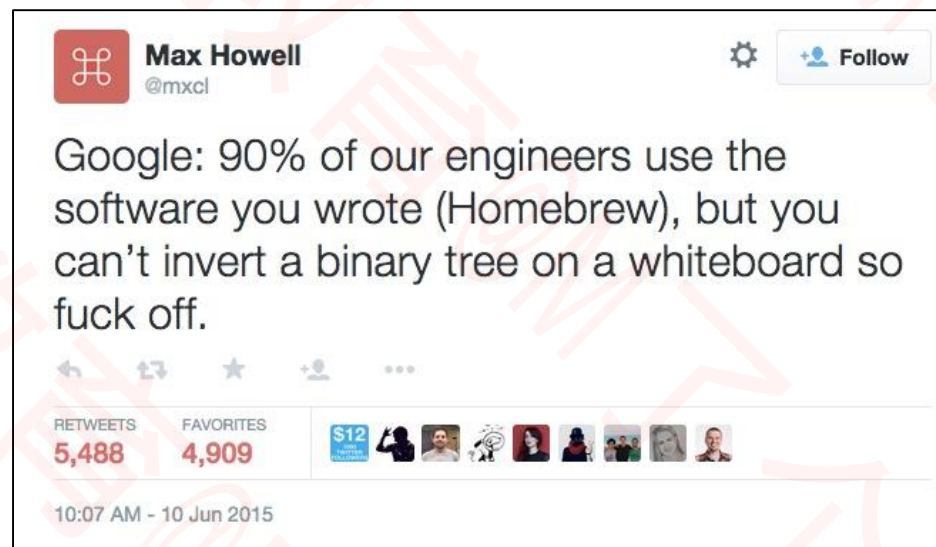 Max Howell
@mxcl
Follow
Google: 90% of our engineers use the
software you wrote (Homebrew), but you
can't invert a binary tree on a whiteboard so
fuck off.
RETWEETS
FAVORITES
5,488
4,909
$12
10:07 AM - 10 Jun 2015